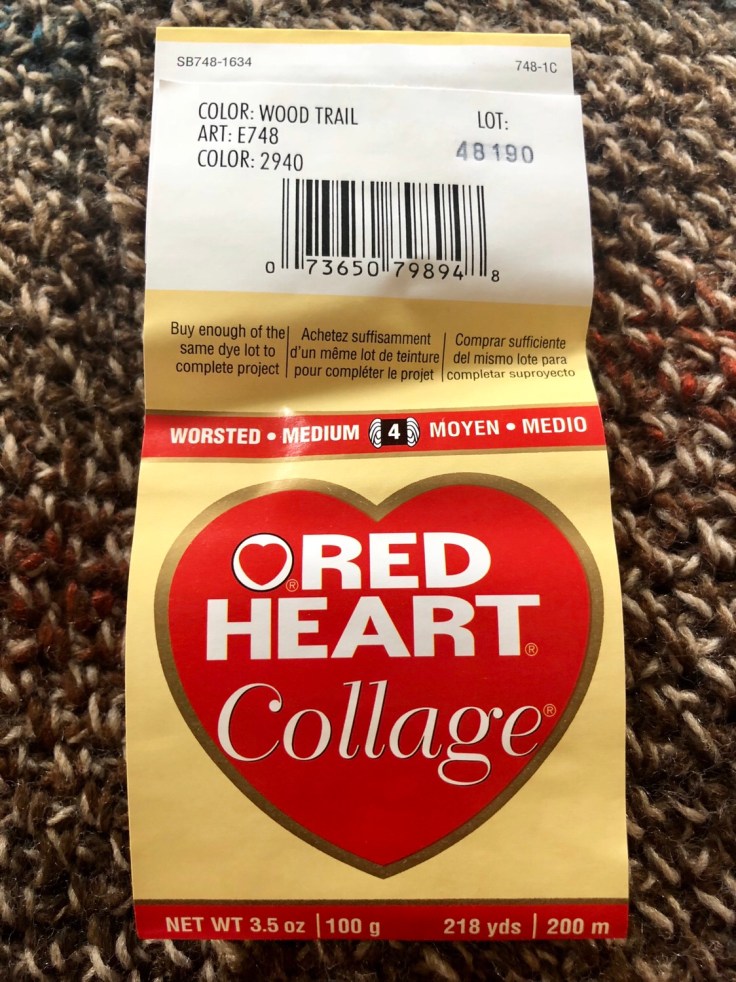 SB748-1634 748-1C
COLOR: WOOD TRAIL
ART: E748
COLOR: 2940
LOT:
48190
0 73650 79894 8
Buy enough of the
same dye lot to
complete project
Achetez suffisamment
d'un même lot de teinture
pour compléter le projet
Comprar sufficiente
del mismo lote para
completar suproyecto
WORSTED • MEDIUM 4 MOYEN • MEDIO
RED
HEART®
Collage®
NET WT 3.5 oz | 100 g 218 yds | 200 m